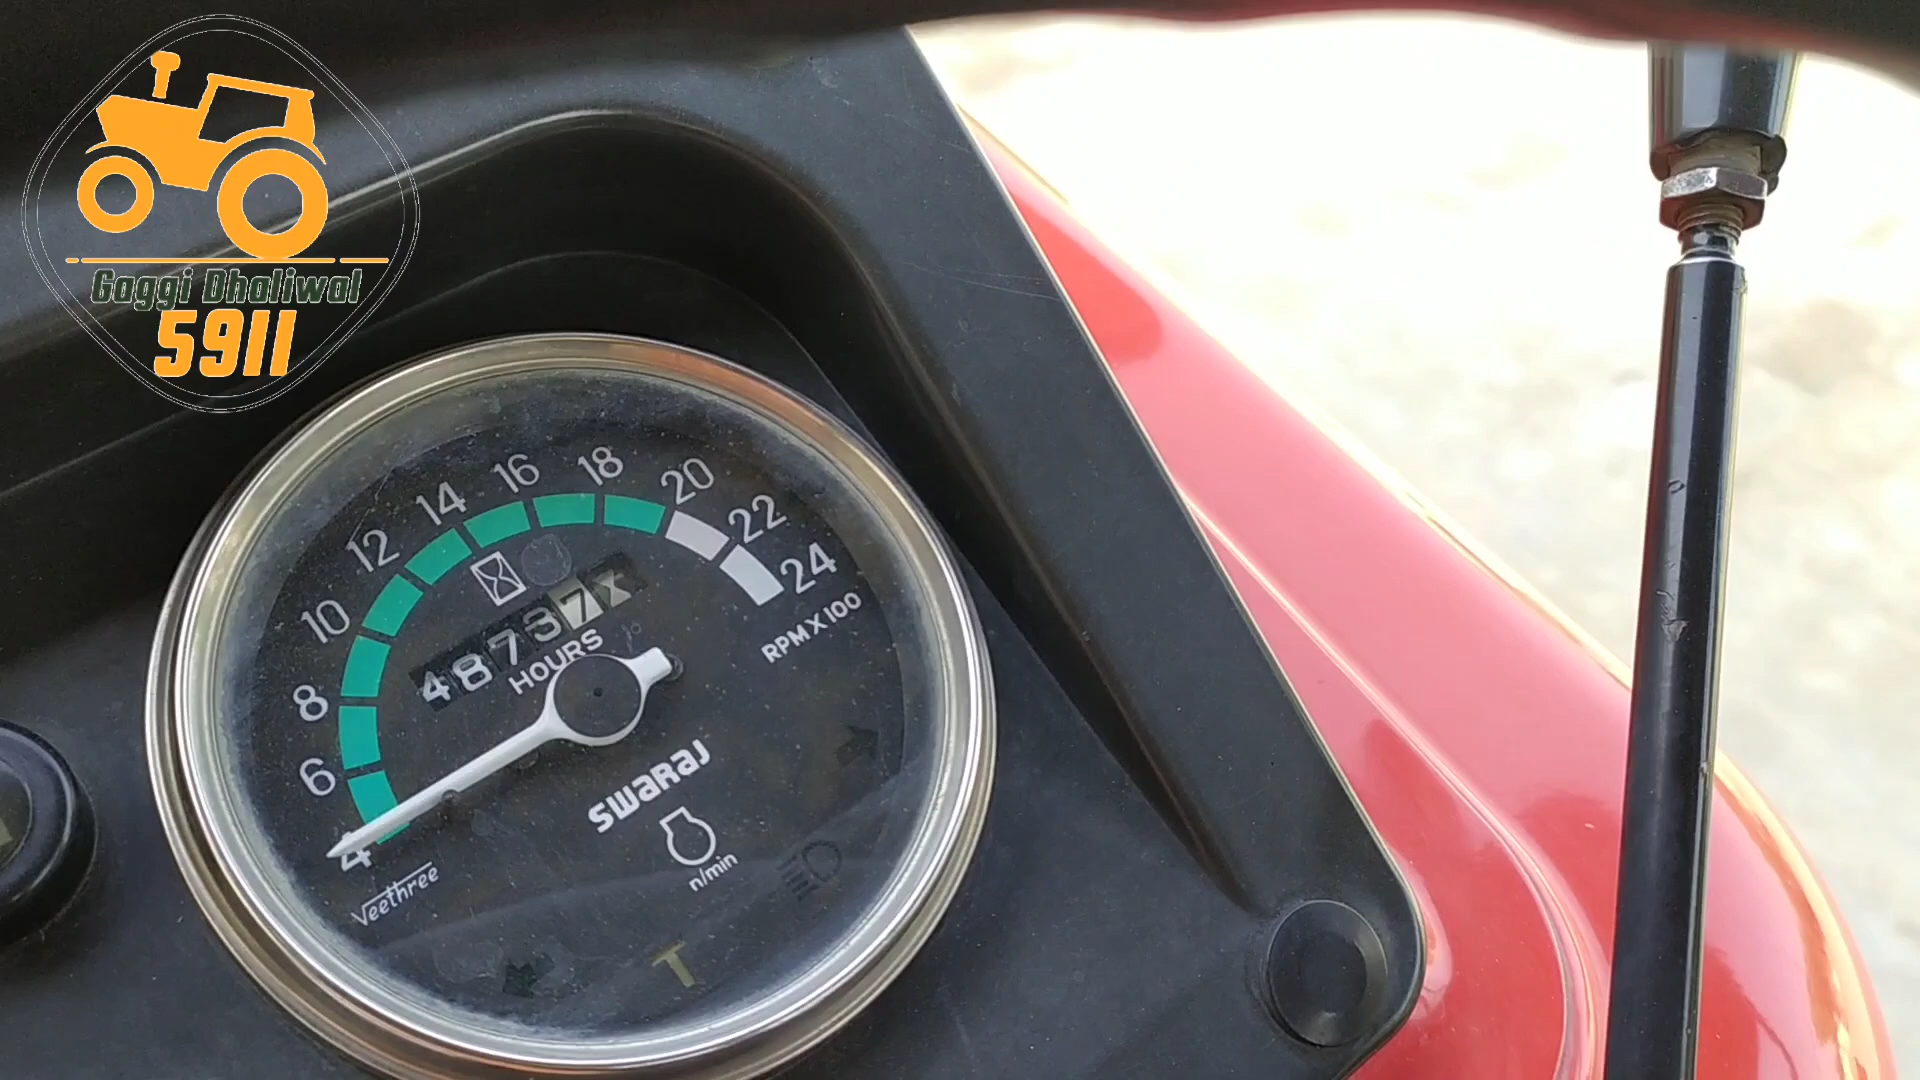 Gaggi Dhaliwal
5911
4
6
8
10
12
14
16
18
20
22
24
RPM X 100
48737
HOURS
swaraj
n/min
Veethree
T